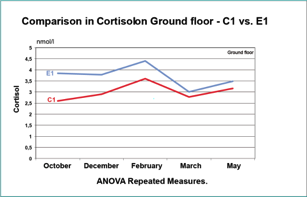 Comparison in Cortisolon Ground floor - C1 vs. E1
nmol/l
Ground floor
5
4,5
4
3,5
3
2,5
2
1,5
1
0,5
0
Cortisol
E1
C1
October December February March May
ANOVA Repeated Measures.